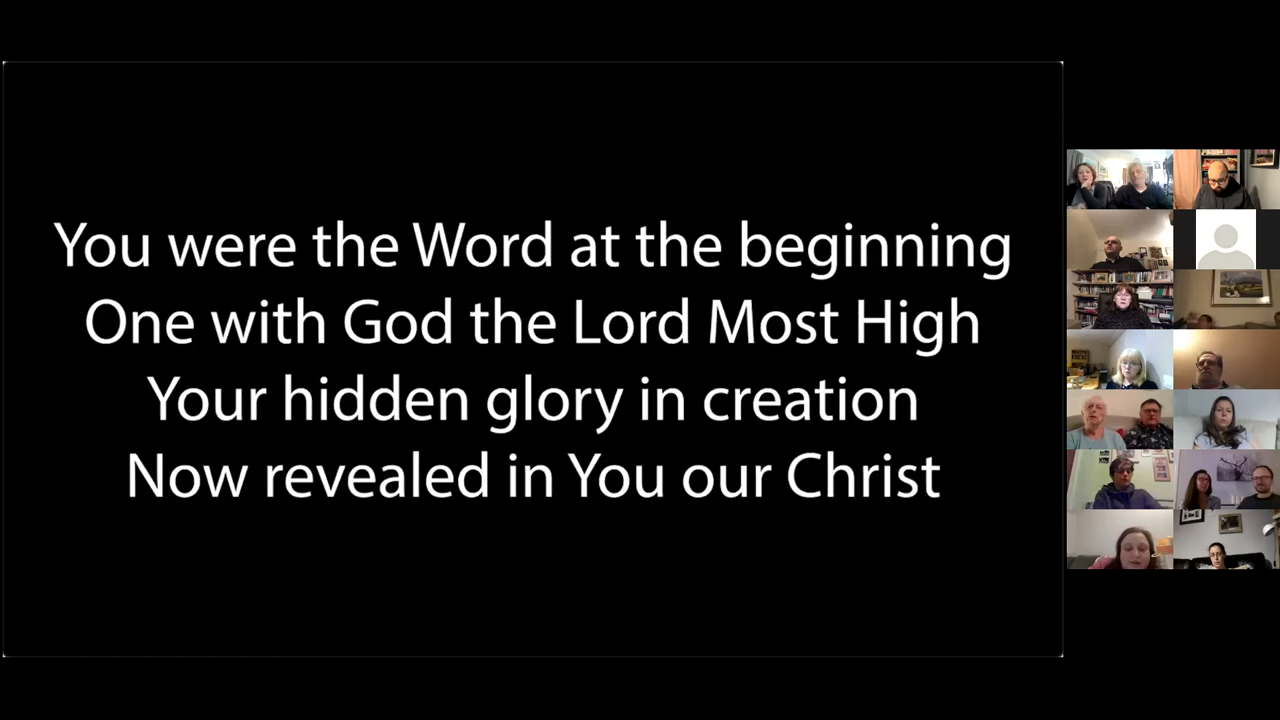 You were the Word at the beginning
One with God the Lord Most High
Your hidden glory in creation
Now revealed in You our Christ